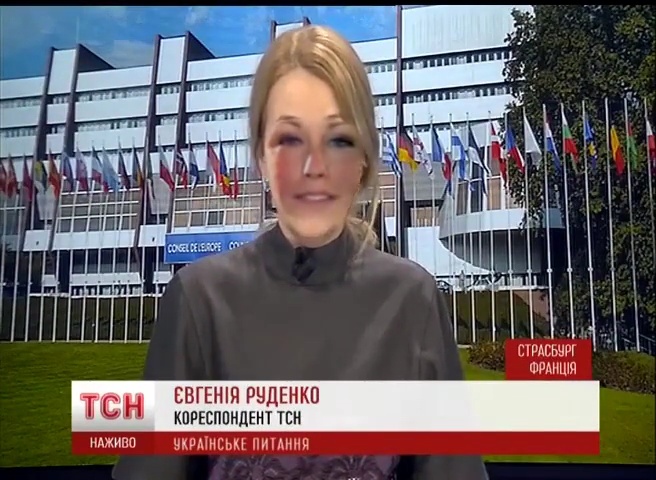 CONSEIL DE L'EUROPE
СТРАСБУРГ
ФРАНЦІЯ
ТСН
ЄВГЕНІЯ РУДЕНКО
КОРЕСПОНДЕНТ ТСН
НАЖИВО
УКРАЇНСЬКЕ ПИТАННЯ